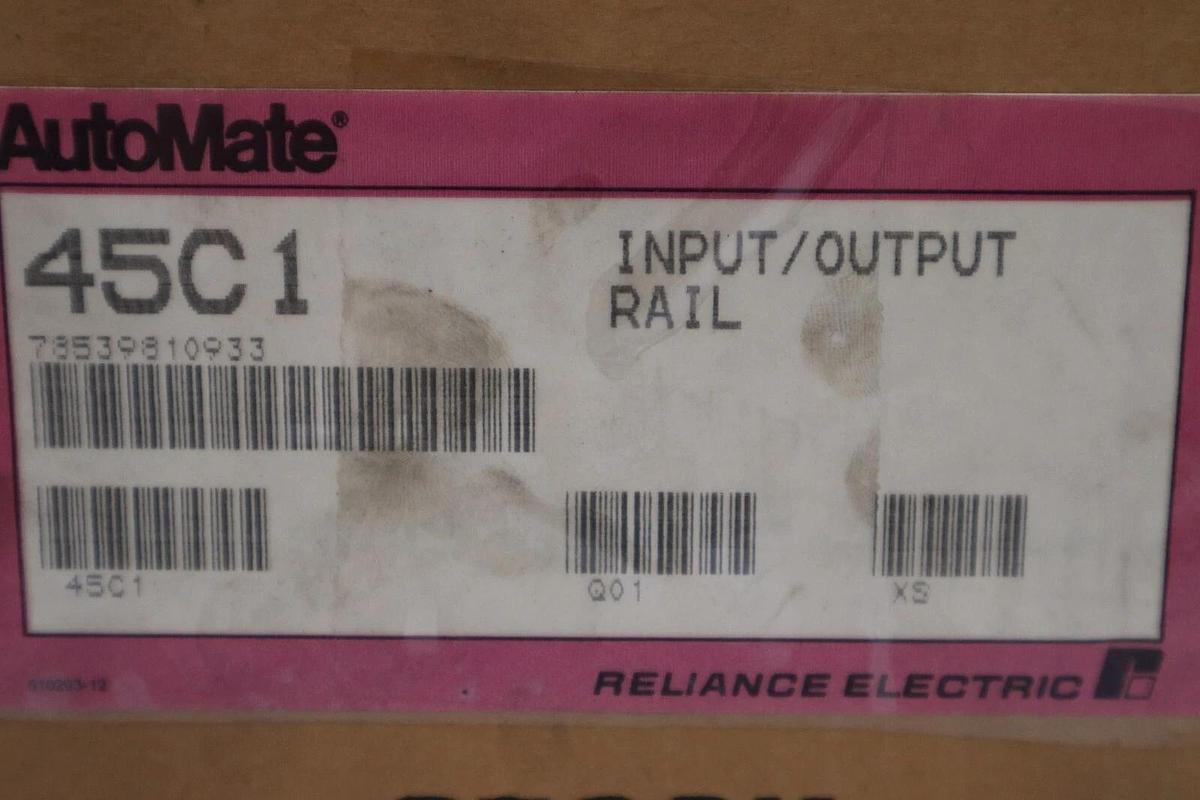 AutoMate®
45C1
INPUT/OUTPUT
RAIL
78539810933
45C1
Q01
XS
RELIANCE ELECTRIC